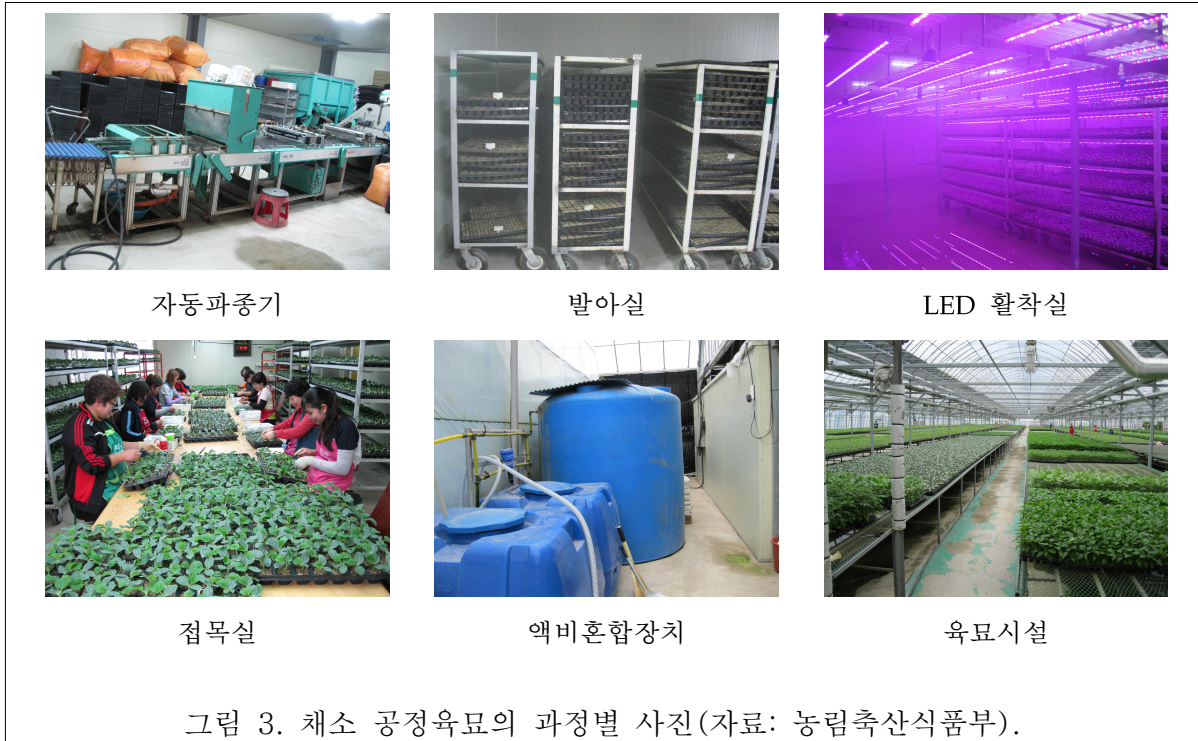 자동파종기
발아실
LED 활착실
접목실
액비혼합장치
육묘시설
그림 3. 채소 공정육묘의 과정별 사진(자료: 농림축산식품부).